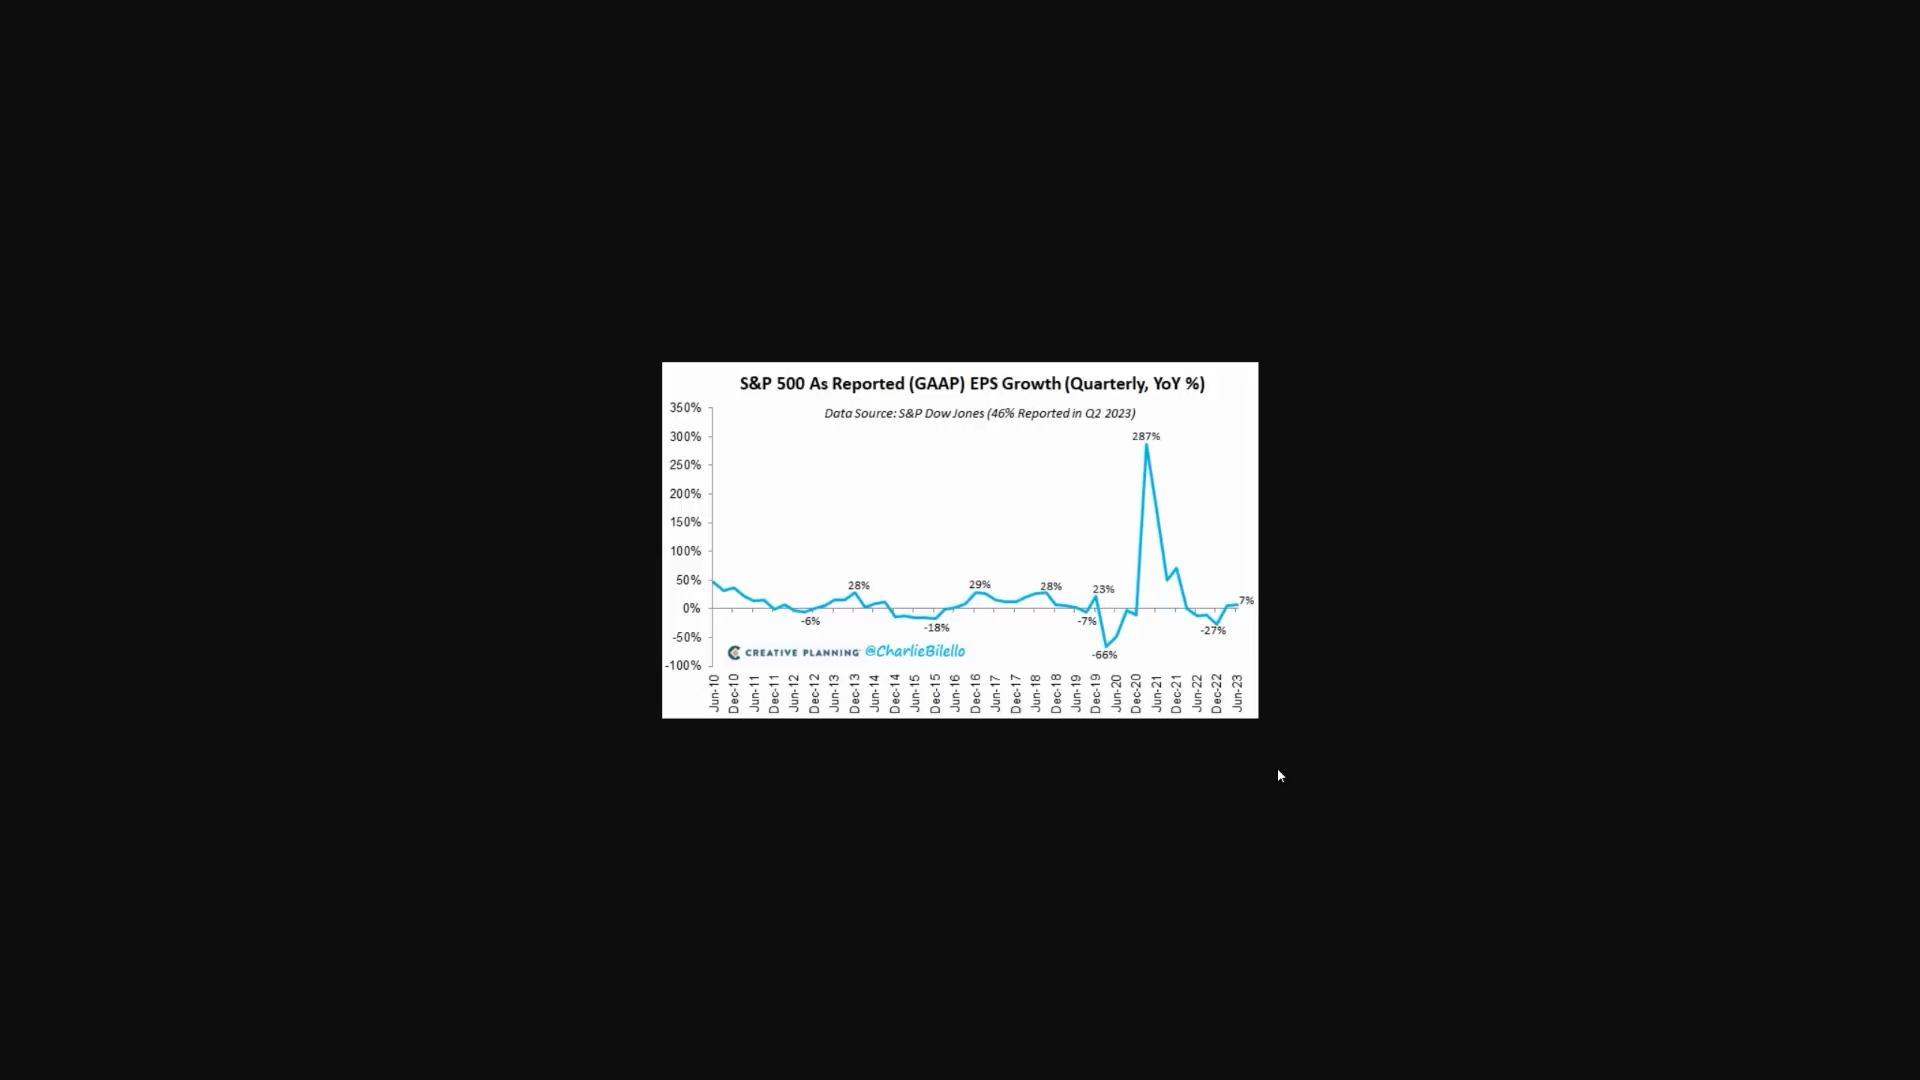 S&P 500 As Reported (GAAP) EPS Growth (Quarterly, YoY %)
Data Source: S&P Dow Jones (46% Reported in Q2 2023)
350%
300%
250%
200%
150%
100%
50%
0%
-50%
-100%
-6%
28%
-18%
29%
28%
-7%
23%
-66%
287%
-27%
7%
CREATIVE PLANNING @CharlieBilello
Jun-10
Dec-10
Jun-11
Dec-11
Jun-12
Dec-12
Jun-13
Dec-13
Jun-14
Dec-14
Jun-15
Dec-15
Jun-16
Dec-16
Jun-17
Dec-17
Jun-18
Dec-18
Jun-19
Dec-19
Jun-20
Dec-20
Jun-21
Dec-21
Jun-22
Dec-22
Jun-23